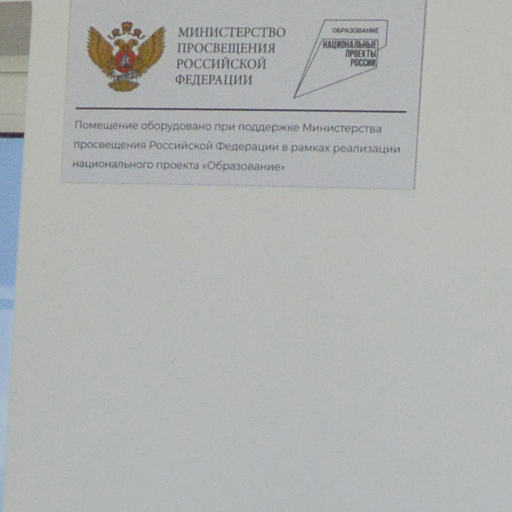 МИНИСТЕРСТВО
ПРОСВЕЩЕНИЯ
РОССИЙСКОЙ
ФЕДЕРАЦИИ
ОБРАЗОВАНИЕ
НАЦИОНАЛЬНЫЕ
ПРОЕКТЫ
РОССИИ
Помещение оборудовано при поддержке Министерства
просвещения Российской Федерации в рамках реализации
национального проекта «Образование»